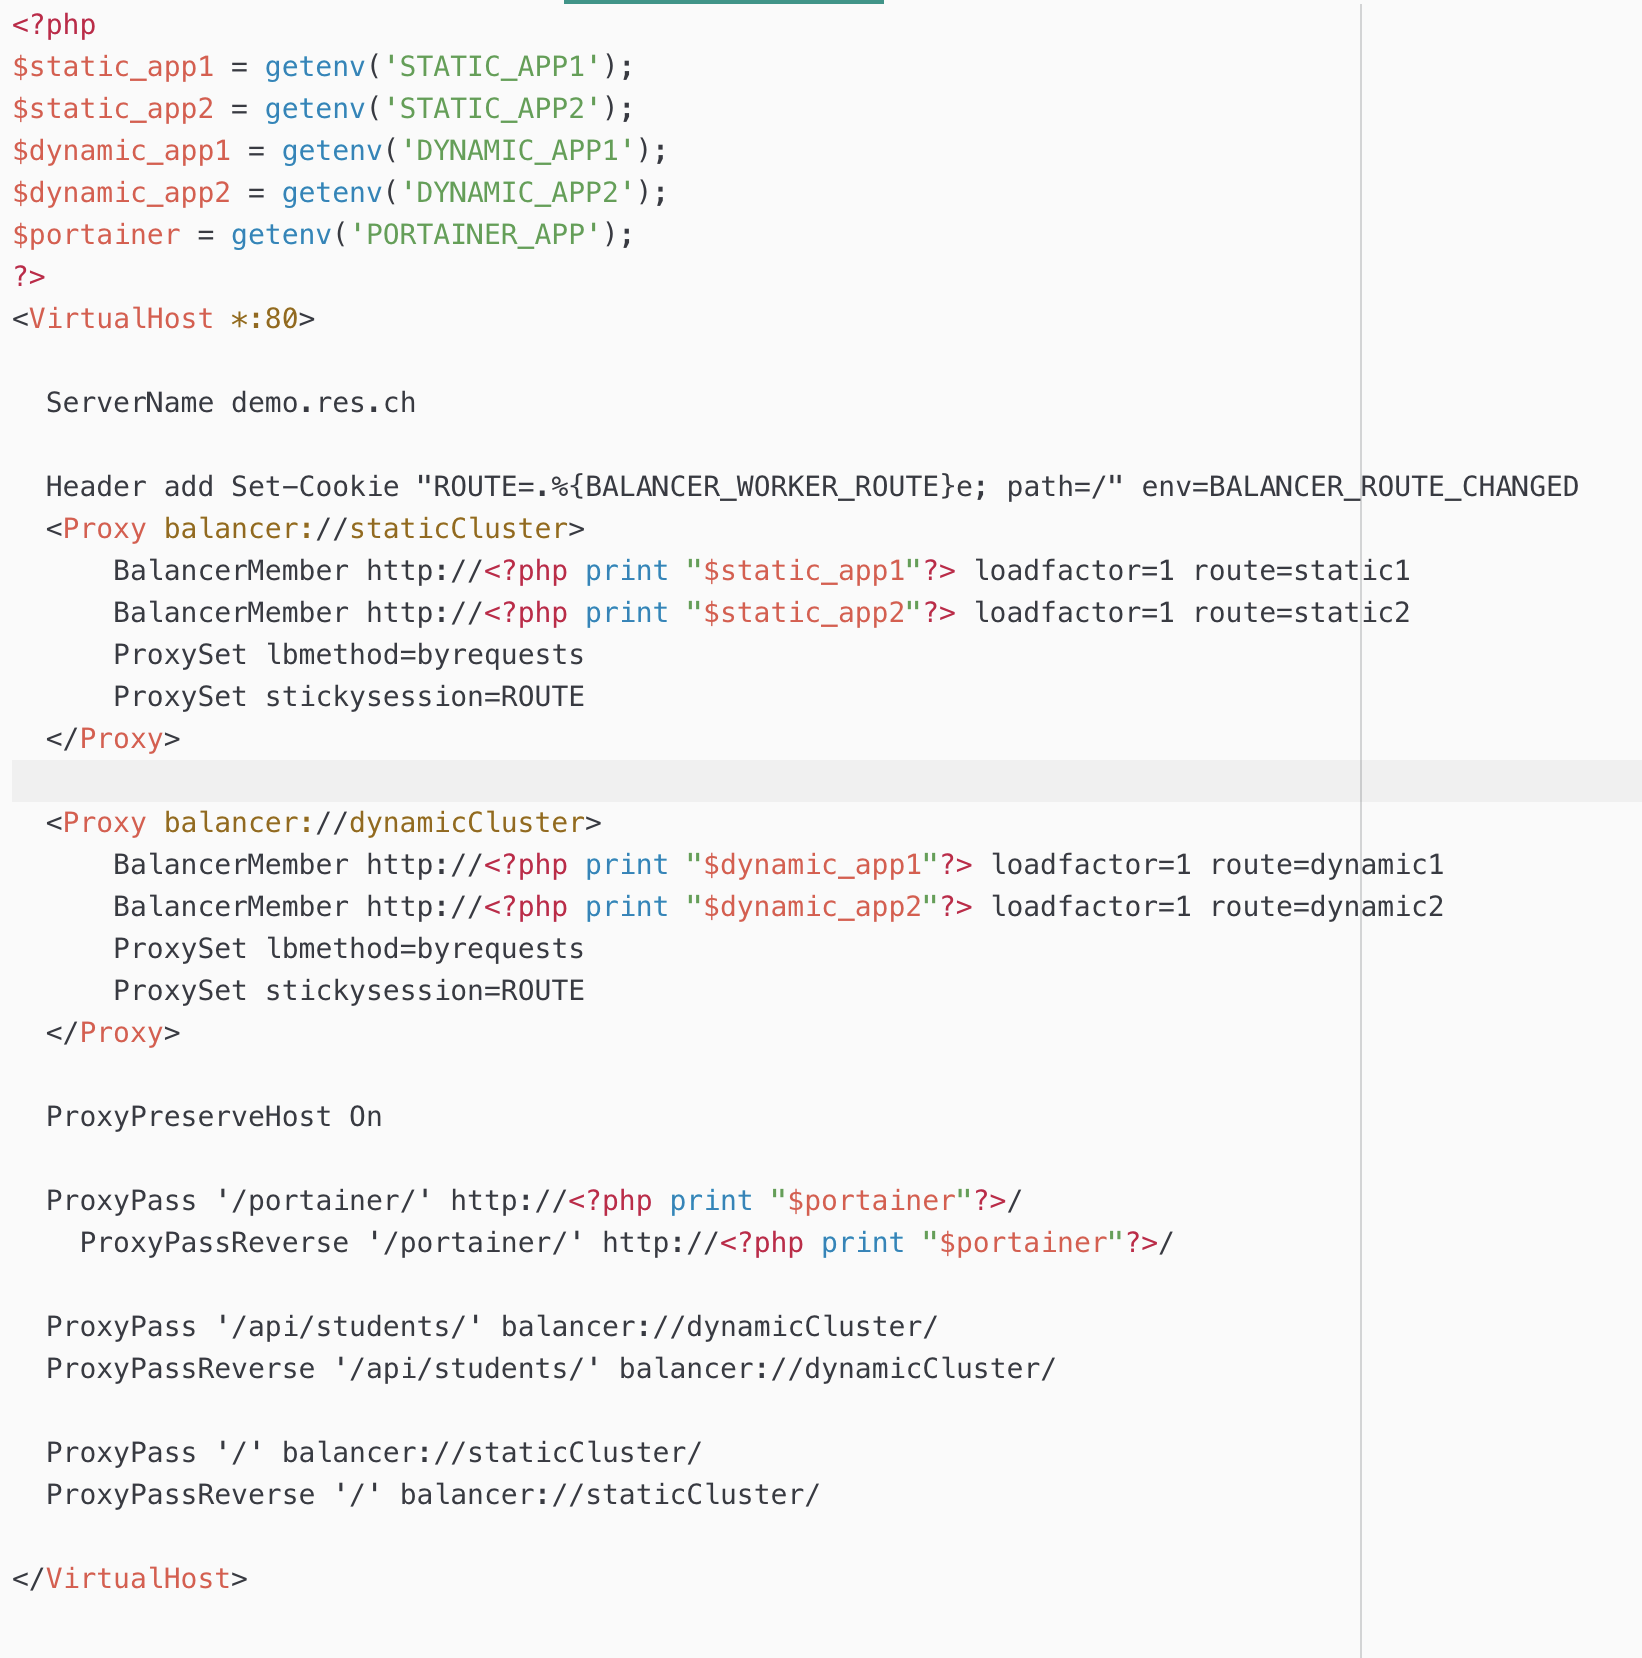 <?php
$static_app1 = getenv('STATIC_APP1');
$static_app2 = getenv('STATIC_APP2');
$dynamic_app1 = getenv('DYNAMIC_APP1');
$dynamic_app2 = getenv('DYNAMIC_APP2');
$portainer = getenv('PORTAINER_APP');
?>
<VirtualHost *:80>

  ServerName demo.res.ch

  Header add Set-Cookie "ROUTE=.%{BALANCER_WORKER_ROUTE}e; path=/" env=BALANCER_ROUTE_CHANGED
  <Proxy balancer://staticCluster>
      BalancerMember http://<?php print "$static_app1"?> loadfactor=1 route=static1
      BalancerMember http://<?php print "$static_app2"?> loadfactor=1 route=static2
      ProxySet lbmethod=byrequests
      ProxySet stickysession=ROUTE
  </Proxy>

  <Proxy balancer://dynamicCluster>
      BalancerMember http://<?php print "$dynamic_app1"?> loadfactor=1 route=dynamic1
      BalancerMember http://<?php print "$dynamic_app2"?> loadfactor=1 route=dynamic2
      ProxySet lbmethod=byrequests
      ProxySet stickysession=ROUTE
  </Proxy>

  ProxyPreserveHost On

  ProxyPass '/portainer/' http://<?php print "$portainer"?>/
    ProxyPassReverse '/portainer/' http://<?php print "$portainer"?>/

  ProxyPass '/api/students/' balancer://dynamicCluster/
  ProxyPassReverse '/api/students/' balancer://dynamicCluster/

  ProxyPass '/' balancer://staticCluster/
  ProxyPassReverse '/' balancer://staticCluster/

</VirtualHost>